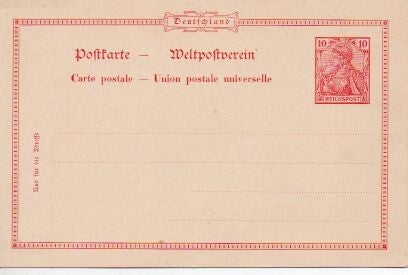 Deutschland
Postkarte — Weltpostverein
Carte postale — Union postale universelle
10 10
REICHSPOST
Nur für die Adresse